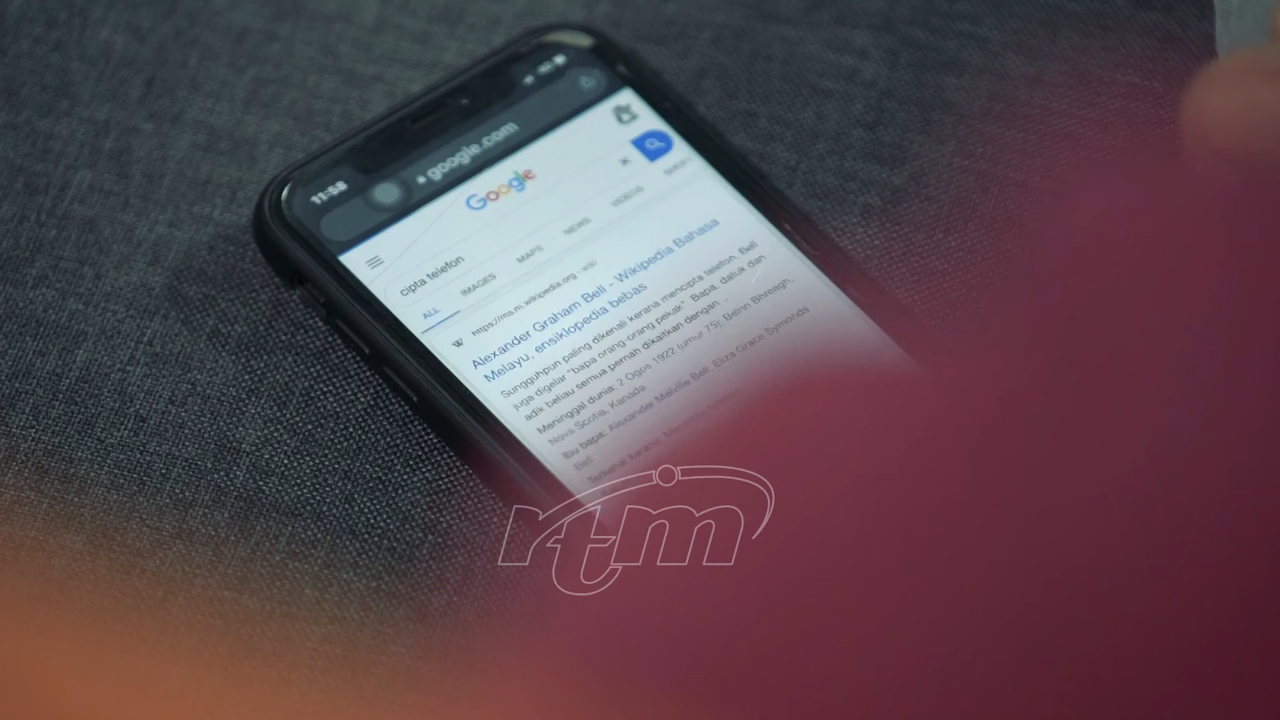 11:58
google.com
Google
cipta telefon
ALL IMAGES MAPS NEWS VIDEOS
https://ms.m.wikipedia.org › wiki
Alexander Graham Bell - Wikipedia Bahasa
Melayu, ensiklopedia bebas
Sungguhpun paling dikenali kerana mencipta telefon, Bell
juga digelar "bapa orang-orang pekak". Bapa, datuk dan
adik beliau semua pernah dikaitkan dengan
Meninggal dunia: 2 Ogos 1922 (umur 75); Beinn Bhreagh,
Nova Scotia, Kanada
Ibu bapa: Alexander Melville Bell, Eliza Grace Symonds
Bell
rtm